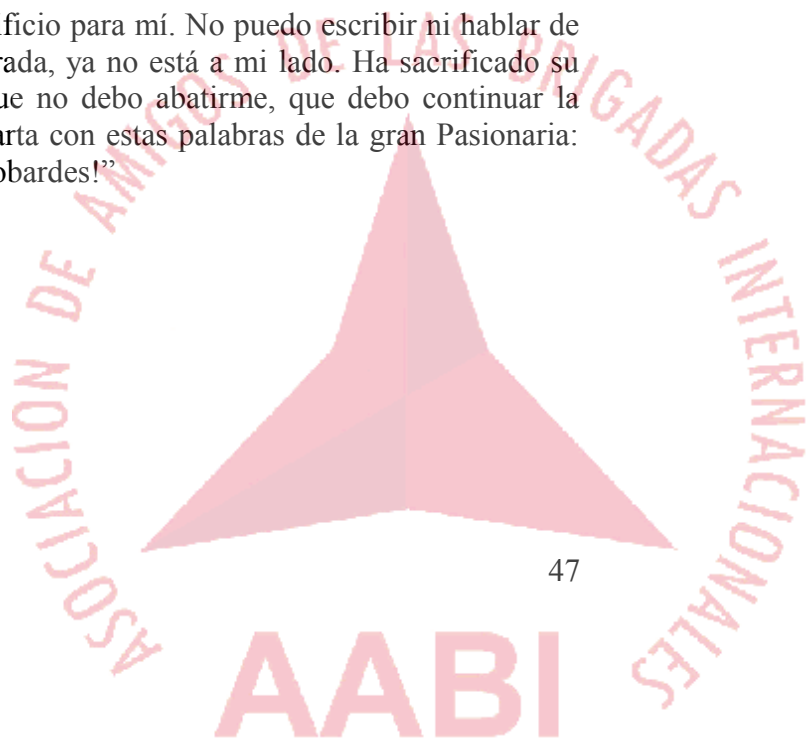 ificio para mí. No puedo escribir ni hablar de
rada, ya no está a mi lado. Ha sacrificado su
ue no debo abatirme, que debo continuar la
arta con estas palabras de la gran Pasionaria:
obardes!”
ASOCIACION DE AMIGOS DE LAS BRIGADAS INTERNACIONALES
47
AABI